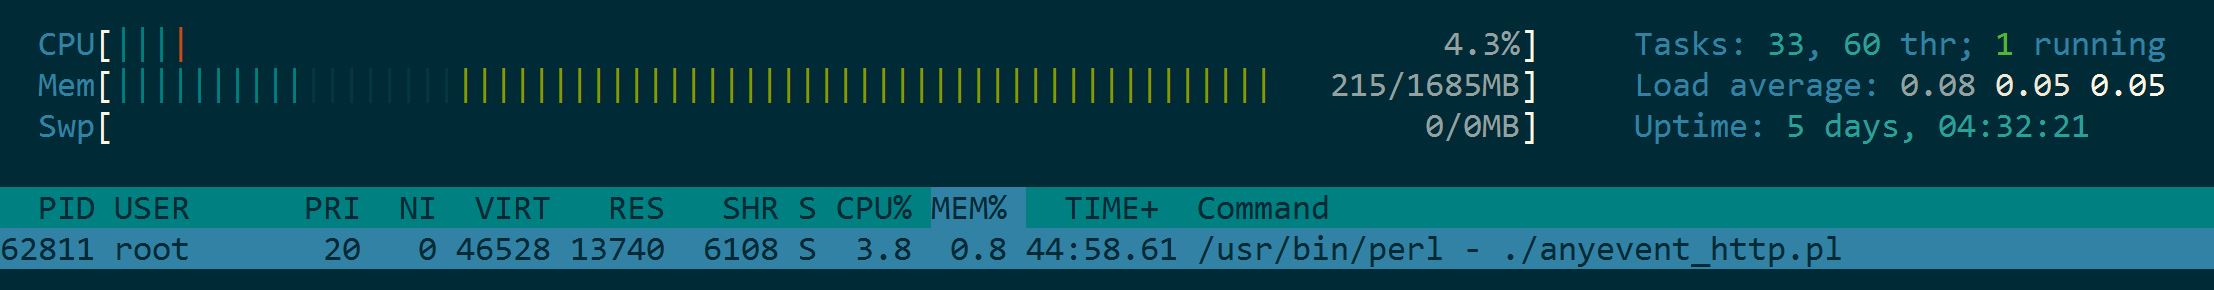 CPU[|||| 4.3%] Tasks: 33, 60 thr; 1 running
Mem[||||||||||||||||||||||||||||||||||||||||||||||||||||||||||||| 215/1685MB] Load average: 0.08 0.05 0.05
Swp[ 0/0MB] Uptime: 5 days, 04:32:21
PID USER PRI NI VIRT RES SHR S CPU% MEM% TIME+ Command
62811 root 20 0 46528 13740 6108 S 3.8 0.8 44:58.61 /usr/bin/perl - ./anyevent_http.pl